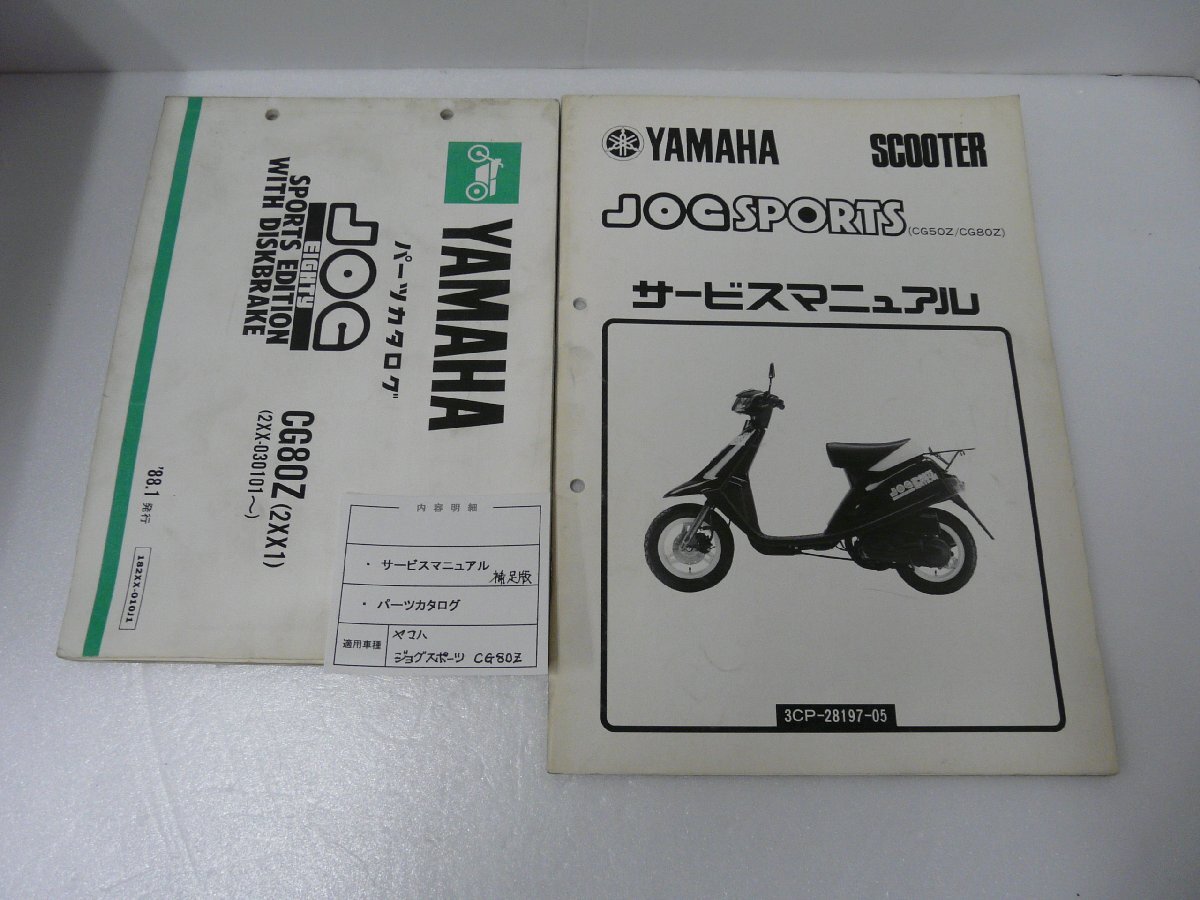 YAMAHA
パーツカタログ
JOG
EIGHTY
SPORTS EDITION
WITH DISKBRAKE
CG80Z (2XX1)
(2XX-030101～)
'88.1 発行
182XX-010J1
内容明細
・ サービスマニュアル 補足版
・ パーツカタログ
適用車種
ヤマハ
ジョグスポーツ CG80Z
YAMAHA SCOOTER
JOG SPORTS (CG50Z/CG80Z)
サービスマニュアル
JOG
3CP-28197-05